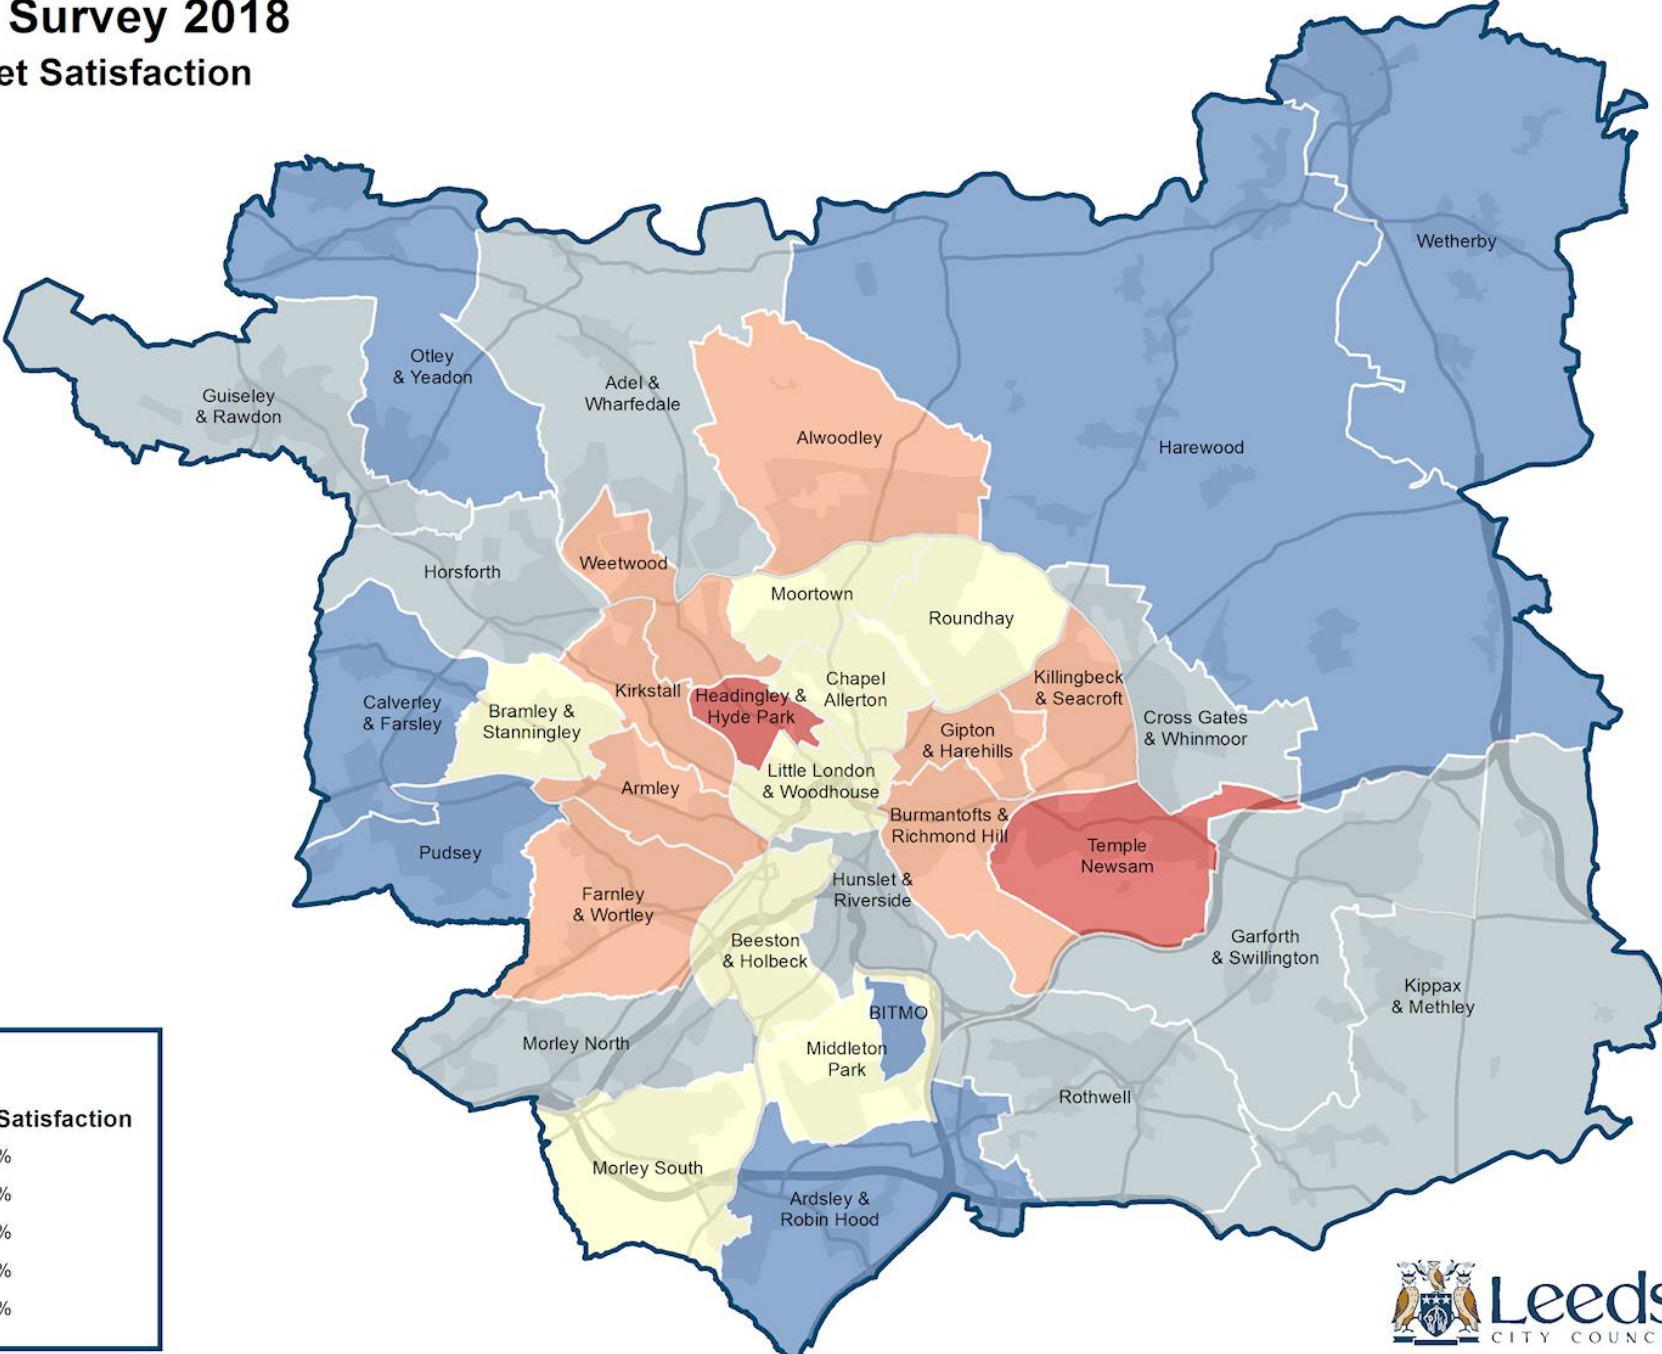 Survey 2018
et Satisfaction
Wetherby
Otley
& Yeadon
Guiseley
& Rawdon
Adel &
Wharfedale
Alwoodley
Harewood
Horsforth
Weetwood
Moortown
Roundhay
Calverley
& Farsley
Bramley &
Stanningley
Kirkstall
Headingley &
Hyde Park
Chapel
Allerton
Killingbeck
& Seacroft
Gipton
& Harehills
Cross Gates
& Whinmoor
Armley
Little London
& Woodhouse
Burmantofts &
Richmond Hill
Temple
Newsam
Pudsey
Farnley
& Wortley
Hunslet &
Riverside
Beeston
& Holbeck
Garforth
& Swillington
Kippax
& Methley
BITMO
Morley North
Middleton
Park
Rothwell
Morley South
Ardsley &
Robin Hood
Satisfaction
%
%
%
%
%
Leeds
CITY COUNC